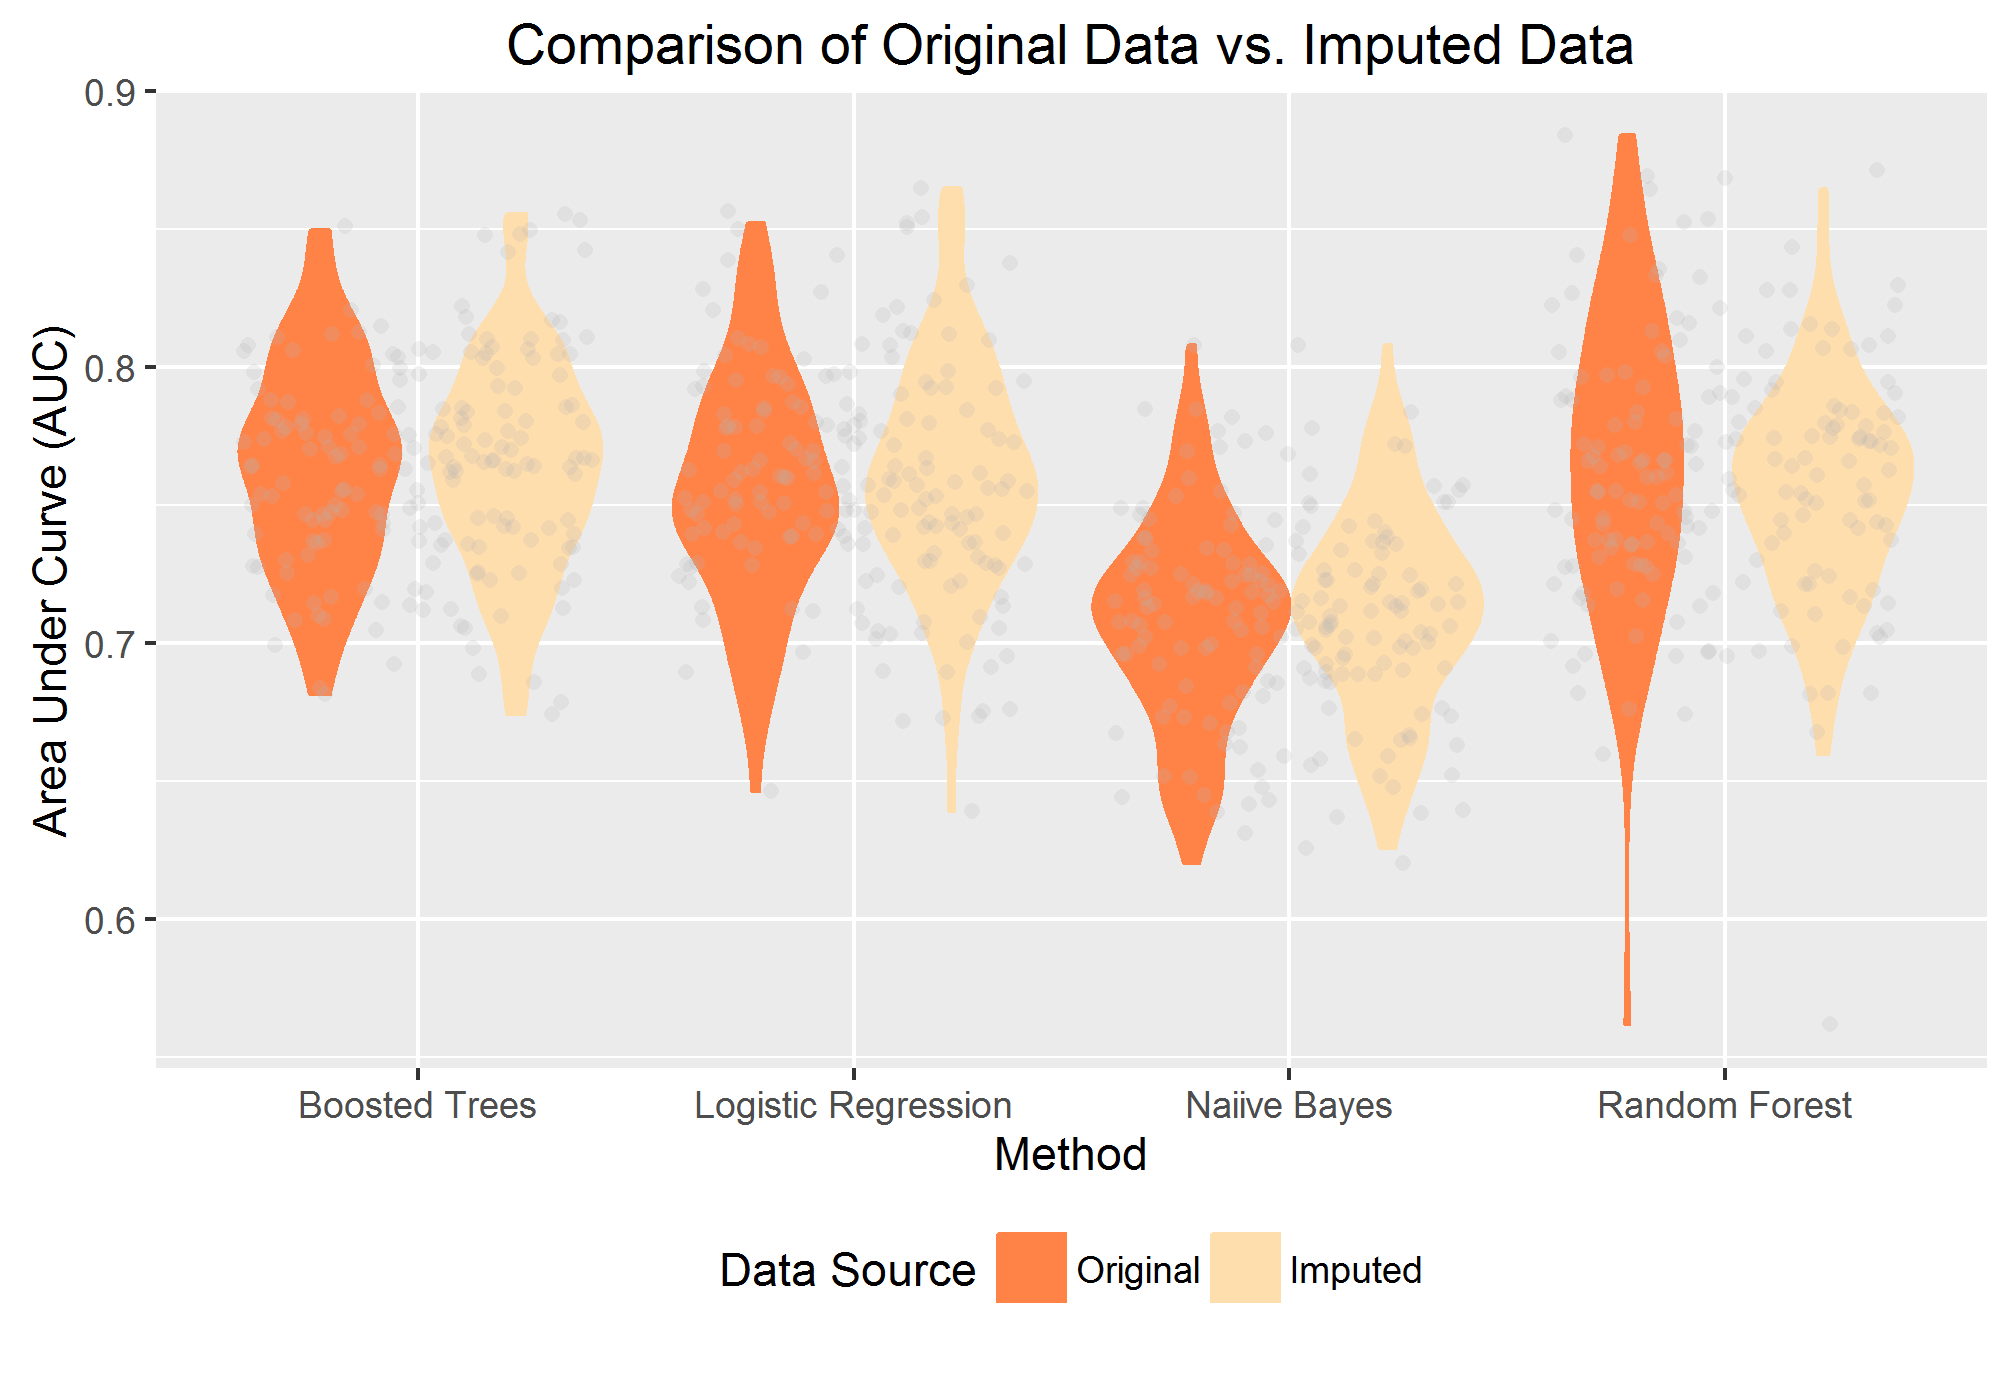 Comparison of Original Data vs. Imputed Data
Area Under Curve (AUC)
0.9
0.8
0.7
0.6
Boosted Trees
Logistic Regression
Naiive Bayes
Random Forest
Method
Data Source
Original
Imputed